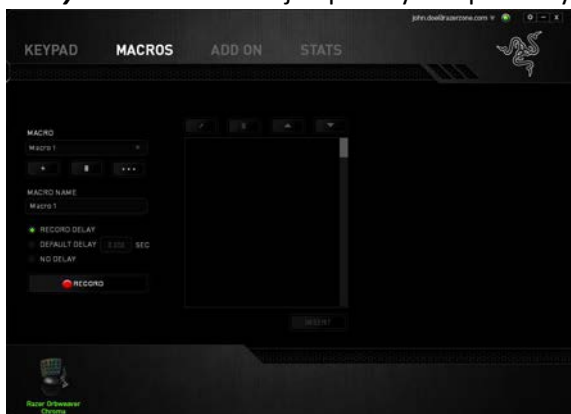 john.doe@razerzone.com
KEYPAD MACROS ADD ON STATS
MACRO
Macro 1
MACRO NAME
Macro 1
RECORD DELAY
DEFAULT DELAY SEC
NO DELAY
RECORD
INSERT
Razer Orbweaver
Chroma